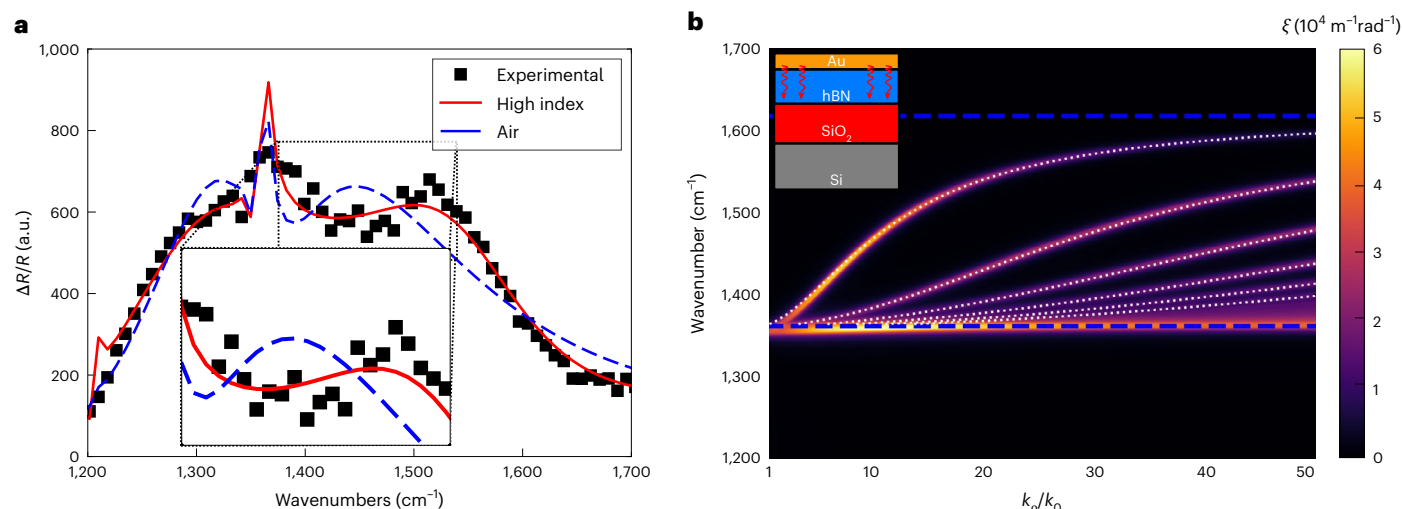 a
1,000
800
600
400
200
0
ΔR/R (a.u.)
Experimental
High index
Air
1,200
1,300
1,400
1,500
1,600
1,700
Wavenumbers (cm⁻¹)
b
ξ (10⁴ m⁻¹rad⁻¹)
1,700
1,600
1,500
1,400
1,300
1,200
Wavenumber (cm⁻¹)
Au
hBN
SiO₂
Si
1
10
20
30
40
50
6
5
4
3
2
1
0